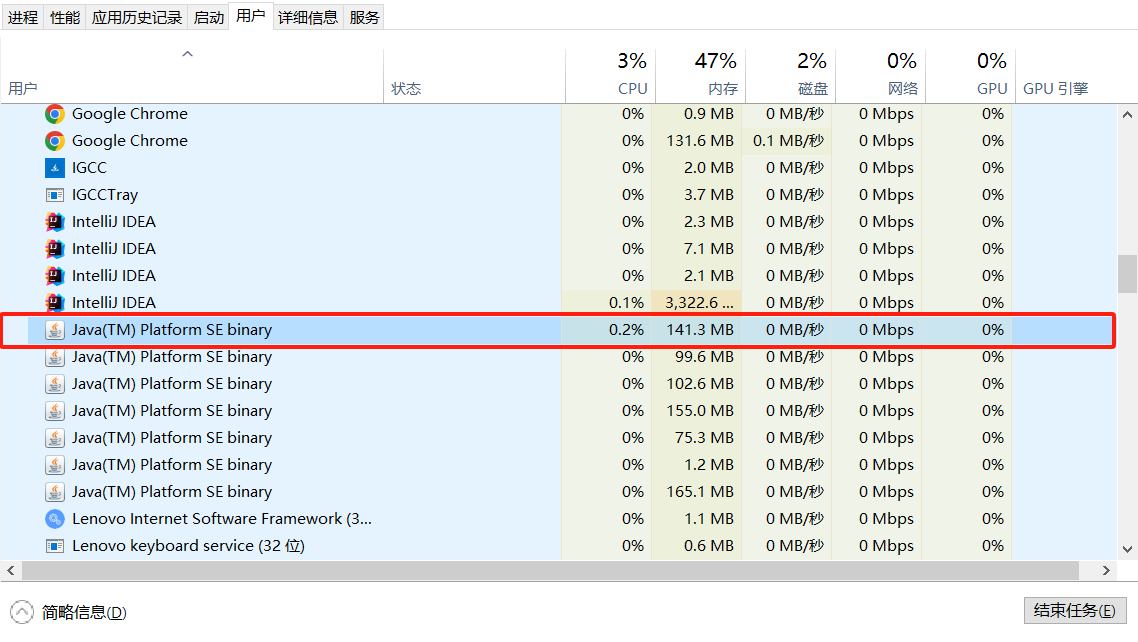 进程 性能 应用历史记录 启动 用户 详细信息 服务
3% 47% 2% 0% 0%
用户 状态 CPU 内存 磁盘 网络 GPU GPU 引擎
Google Chrome 0% 0.9 MB 0 MB/秒 0 Mbps 0%
Google Chrome 0% 131.6 MB 0.1 MB/秒 0 Mbps 0%
IGCC 0% 2.0 MB 0 MB/秒 0 Mbps 0%
IGCCTray 0% 3.7 MB 0 MB/秒 0 Mbps 0%
IntelliJ IDEA 0% 2.3 MB 0 MB/秒 0 Mbps 0%
IntelliJ IDEA 0% 7.1 MB 0 MB/秒 0 Mbps 0%
IntelliJ IDEA 0% 2.1 MB 0 MB/秒 0 Mbps 0%
IntelliJ IDEA 0.1% 3,322.6 ... 0 MB/秒 0 Mbps 0%
Java(TM) Platform SE binary 0.2% 141.3 MB 0 MB/秒 0 Mbps 0%
Java(TM) Platform SE binary 0% 99.6 MB 0 MB/秒 0 Mbps 0%
Java(TM) Platform SE binary 0% 102.6 MB 0 MB/秒 0 Mbps 0%
Java(TM) Platform SE binary 0% 155.0 MB 0 MB/秒 0 Mbps 0%
Java(TM) Platform SE binary 0% 75.3 MB 0 MB/秒 0 Mbps 0%
Java(TM) Platform SE binary 0% 1.2 MB 0 MB/秒 0 Mbps 0%
Java(TM) Platform SE binary 0% 165.1 MB 0 MB/秒 0 Mbps 0%
Lenovo Internet Software Framework (3... 0% 1.1 MB 0 MB/秒 0 Mbps 0%
Lenovo keyboard service (32 位) 0% 0.6 MB 0 MB/秒 0 Mbps 0%
简略信息(D) 结束任务(E)